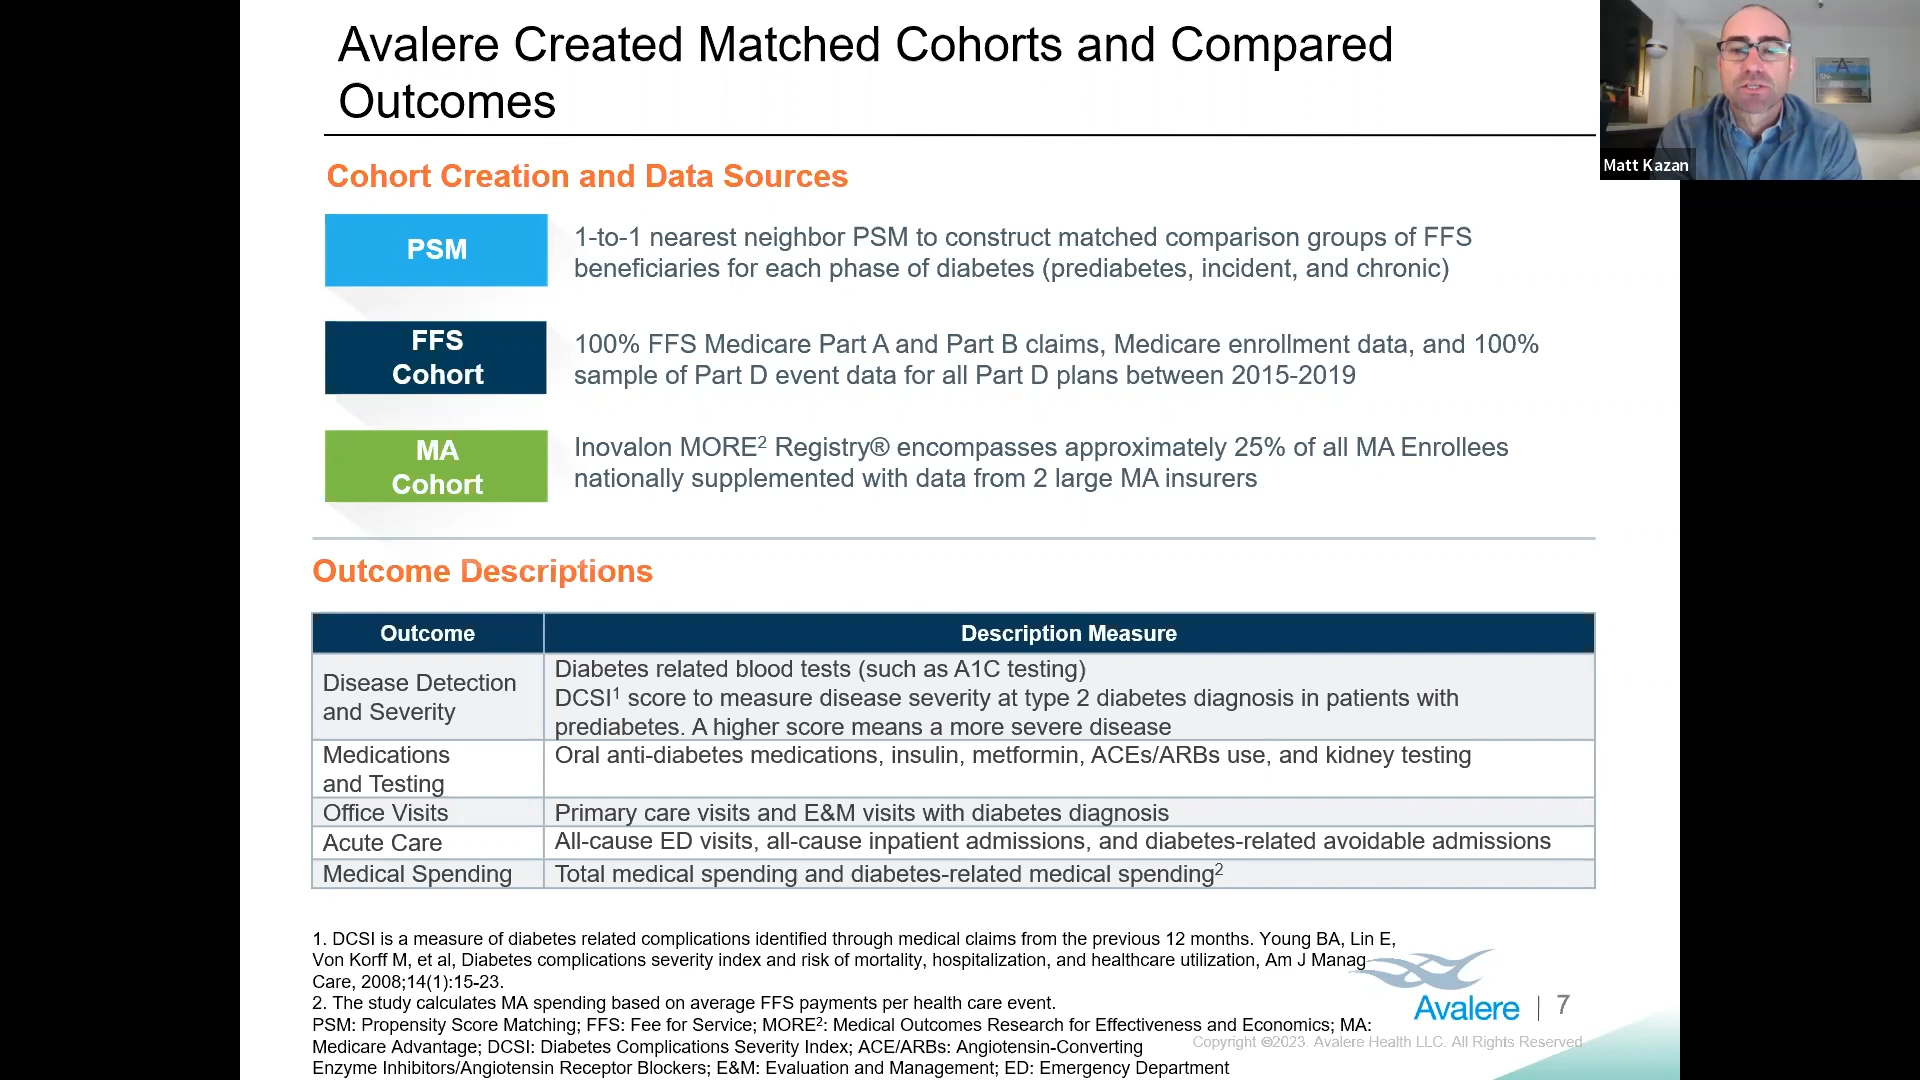 Avalere Created Matched Cohorts and Compared
Outcomes
Matt Kazan
Cohort Creation and Data Sources
PSM
1-to-1 nearest neighbor PSM to construct matched comparison groups of FFS
beneficiaries for each phase of diabetes (prediabetes, incident, and chronic)
FFS
Cohort
100% FFS Medicare Part A and Part B claims, Medicare enrollment data, and 100%
sample of Part D event data for all Part D plans between 2015-2019
MA
Cohort
Inovalon MORE² Registry® encompasses approximately 25% of all MA Enrollees
nationally supplemented with data from 2 large MA insurers
Outcome Descriptions
Outcome
Description Measure
Disease Detection
and Severity
Diabetes related blood tests (such as A1C testing)
DCSI¹ score to measure disease severity at type 2 diabetes diagnosis in patients with
prediabetes. A higher score means a more severe disease
Medications
and Testing
Oral anti-diabetes medications, insulin, metformin, ACEs/ARBs use, and kidney testing
Office Visits
Primary care visits and E&M visits with diabetes diagnosis
Acute Care
All-cause ED visits, all-cause inpatient admissions, and diabetes-related avoidable admissions
Medical Spending
Total medical spending and diabetes-related medical spending²
1. DCSI is a measure of diabetes related complications identified through medical claims from the previous 12 months. Young BA, Lin E,
Von Korff M, et al, Diabetes complications severity index and risk of mortality, hospitalization, and healthcare utilization, Am J Manag
Care, 2008;14(1):15-23.
2. The study calculates MA spending based on average FFS payments per health care event.
PSM: Propensity Score Matching; FFS: Fee for Service; MORE²: Medical Outcomes Research for Effectiveness and Economics; MA:
Medicare Advantage; DCSI: Diabetes Complications Severity Index; ACE/ARBs: Angiotensin-Converting
Enzyme Inhibitors/Angiotensin Receptor Blockers; E&M: Evaluation and Management; ED: Emergency Department
Avalere | 7
Copyright ©2023. Avalere Health LLC. All Rights Reserved